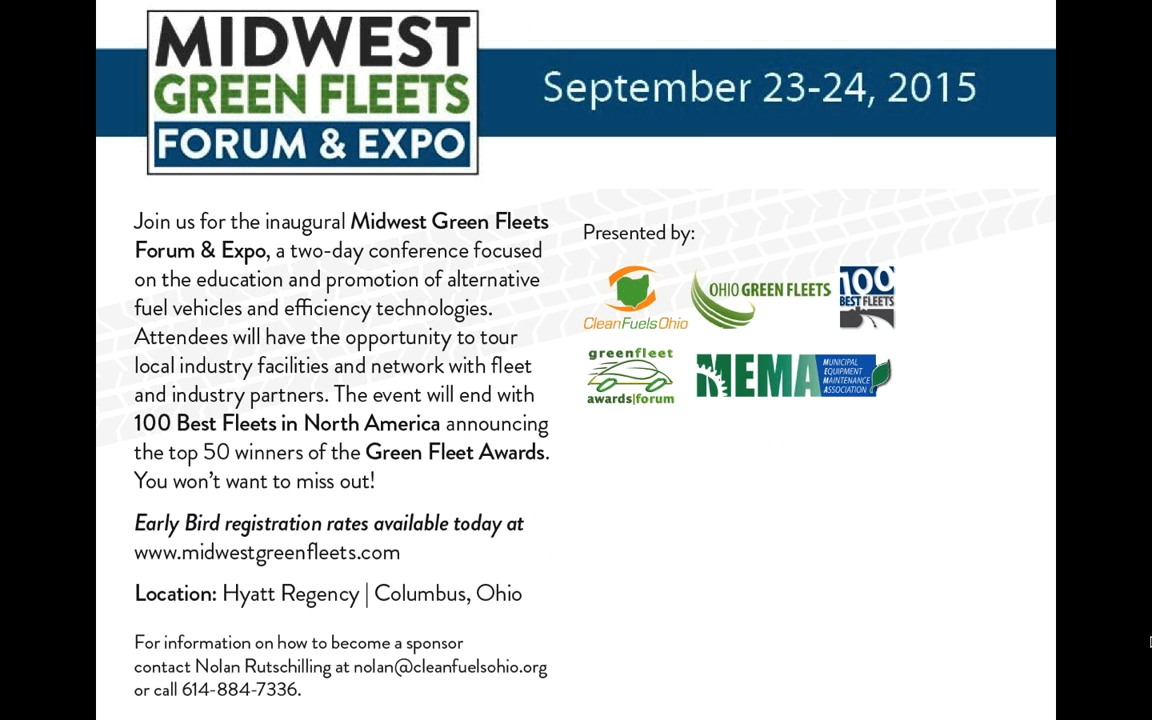 MIDWEST
GREEN FLEETS
FORUM & EXPO
September 23-24, 2015
Join us for the inaugural Midwest Green Fleets
Forum & Expo, a two-day conference focused
on the education and promotion of alternative
fuel vehicles and efficiency technologies.
Attendees will have the opportunity to tour
local industry facilities and network with fleet
and industry partners. The event will end with
100 Best Fleets in North America announcing
the top 50 winners of the Green Fleet Awards.
You won't want to miss out!
Early Bird registration rates available today at
www.midwestgreenfleets.com
Location: Hyatt Regency | Columbus, Ohio
For information on how to become a sponsor
contact Nolan Rutschilling at nolan@cleanfuelsohio.org
or call 614-884-7336.
Presented by:
CleanFuelsOhio
OHIO GREEN FLEETS
100
BEST FLEETS
greenfleet
awards|forum
MEMA
MUNICIPAL
EQUIPMENT
MAINTENANCE
ASSOCIATION